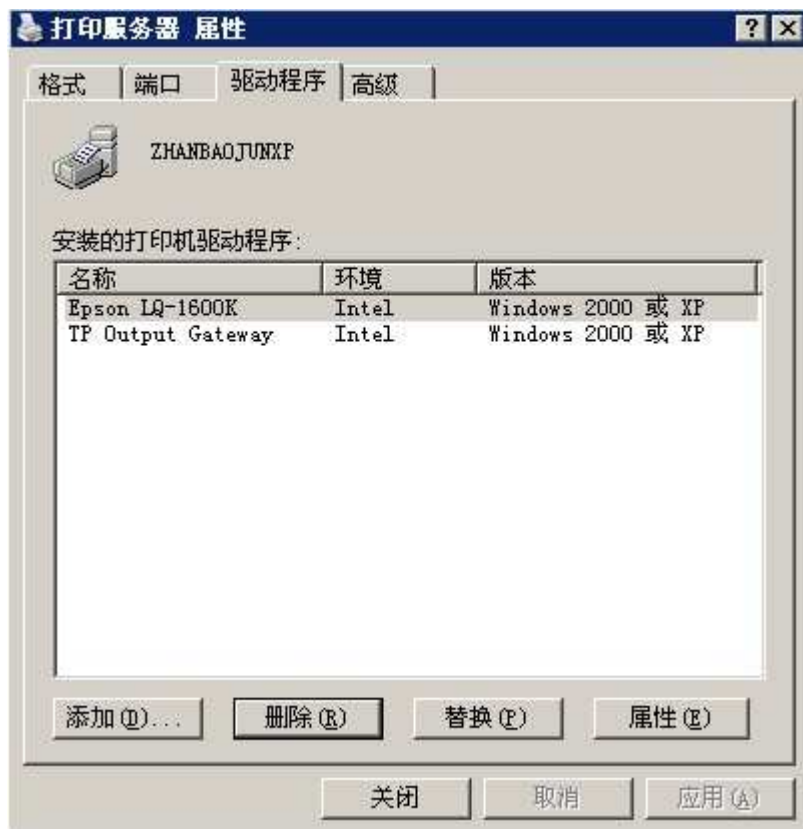 打印服务器 属性
格式 端口 驱动程序 高级
ZHANBAOJUNXP
安装的打印机驱动程序:
名称 环境 版本
Epson LQ-1600K Intel Windows 2000 或 XP
TP Output Gateway Intel Windows 2000 或 XP
添加(D)... 删除(R) 替换(P) 属性(E)
关闭 取消 应用(A)